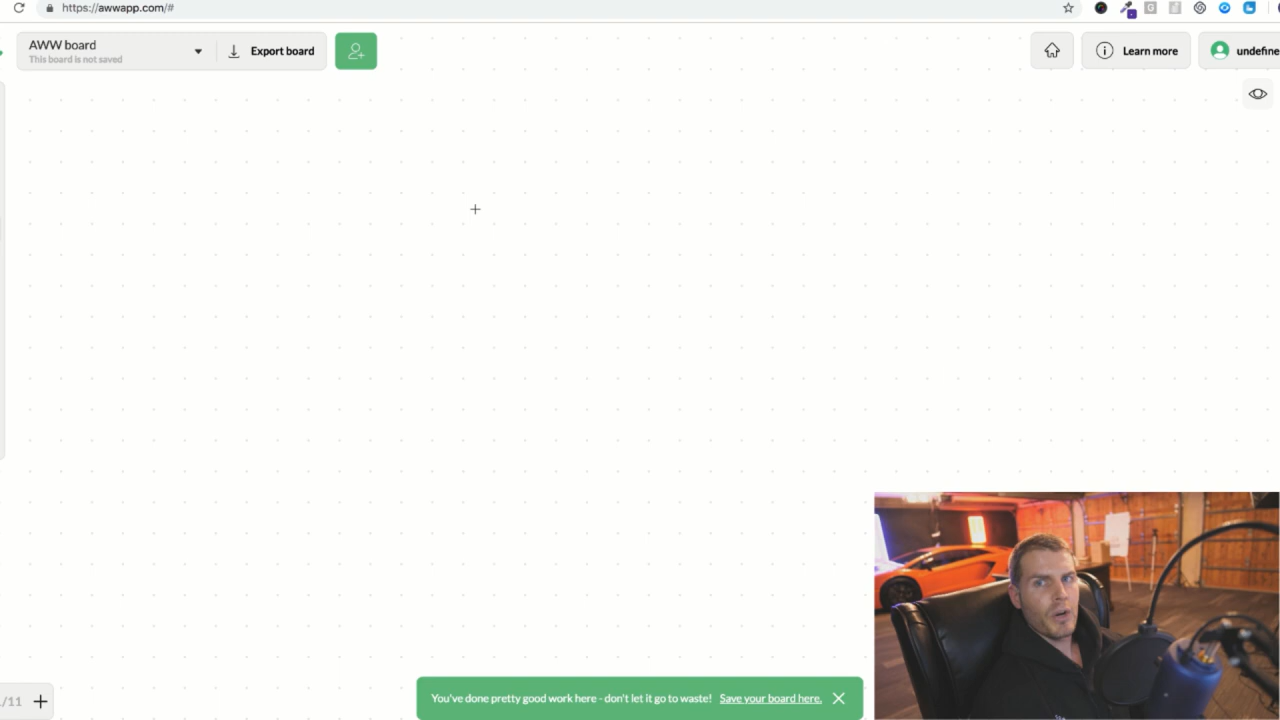 https://awwapp.com/#
AWW board
This board is not saved
Export board
Learn more
undefine
/11
You've done pretty good work here - don't let it go to waste! Save your board here.